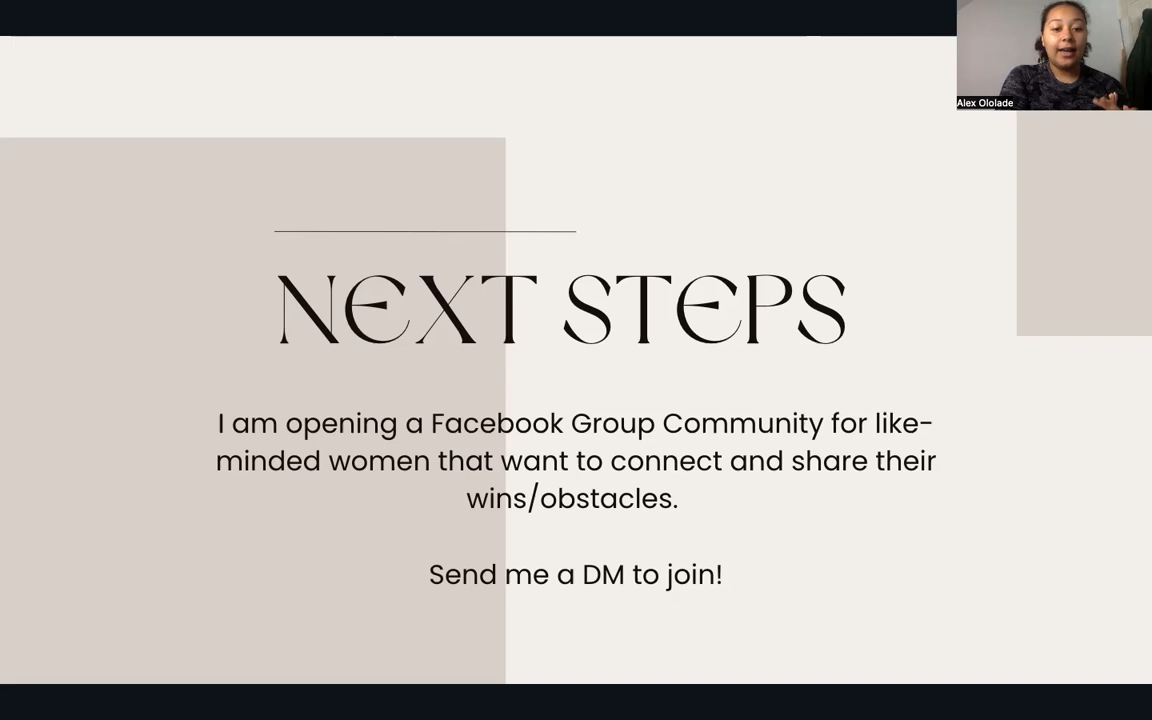 Alex Ololade
NEXT STEPS
I am opening a Facebook Group Community for like-
minded women that want to connect and share their
wins/obstacles.
Send me a DM to join!